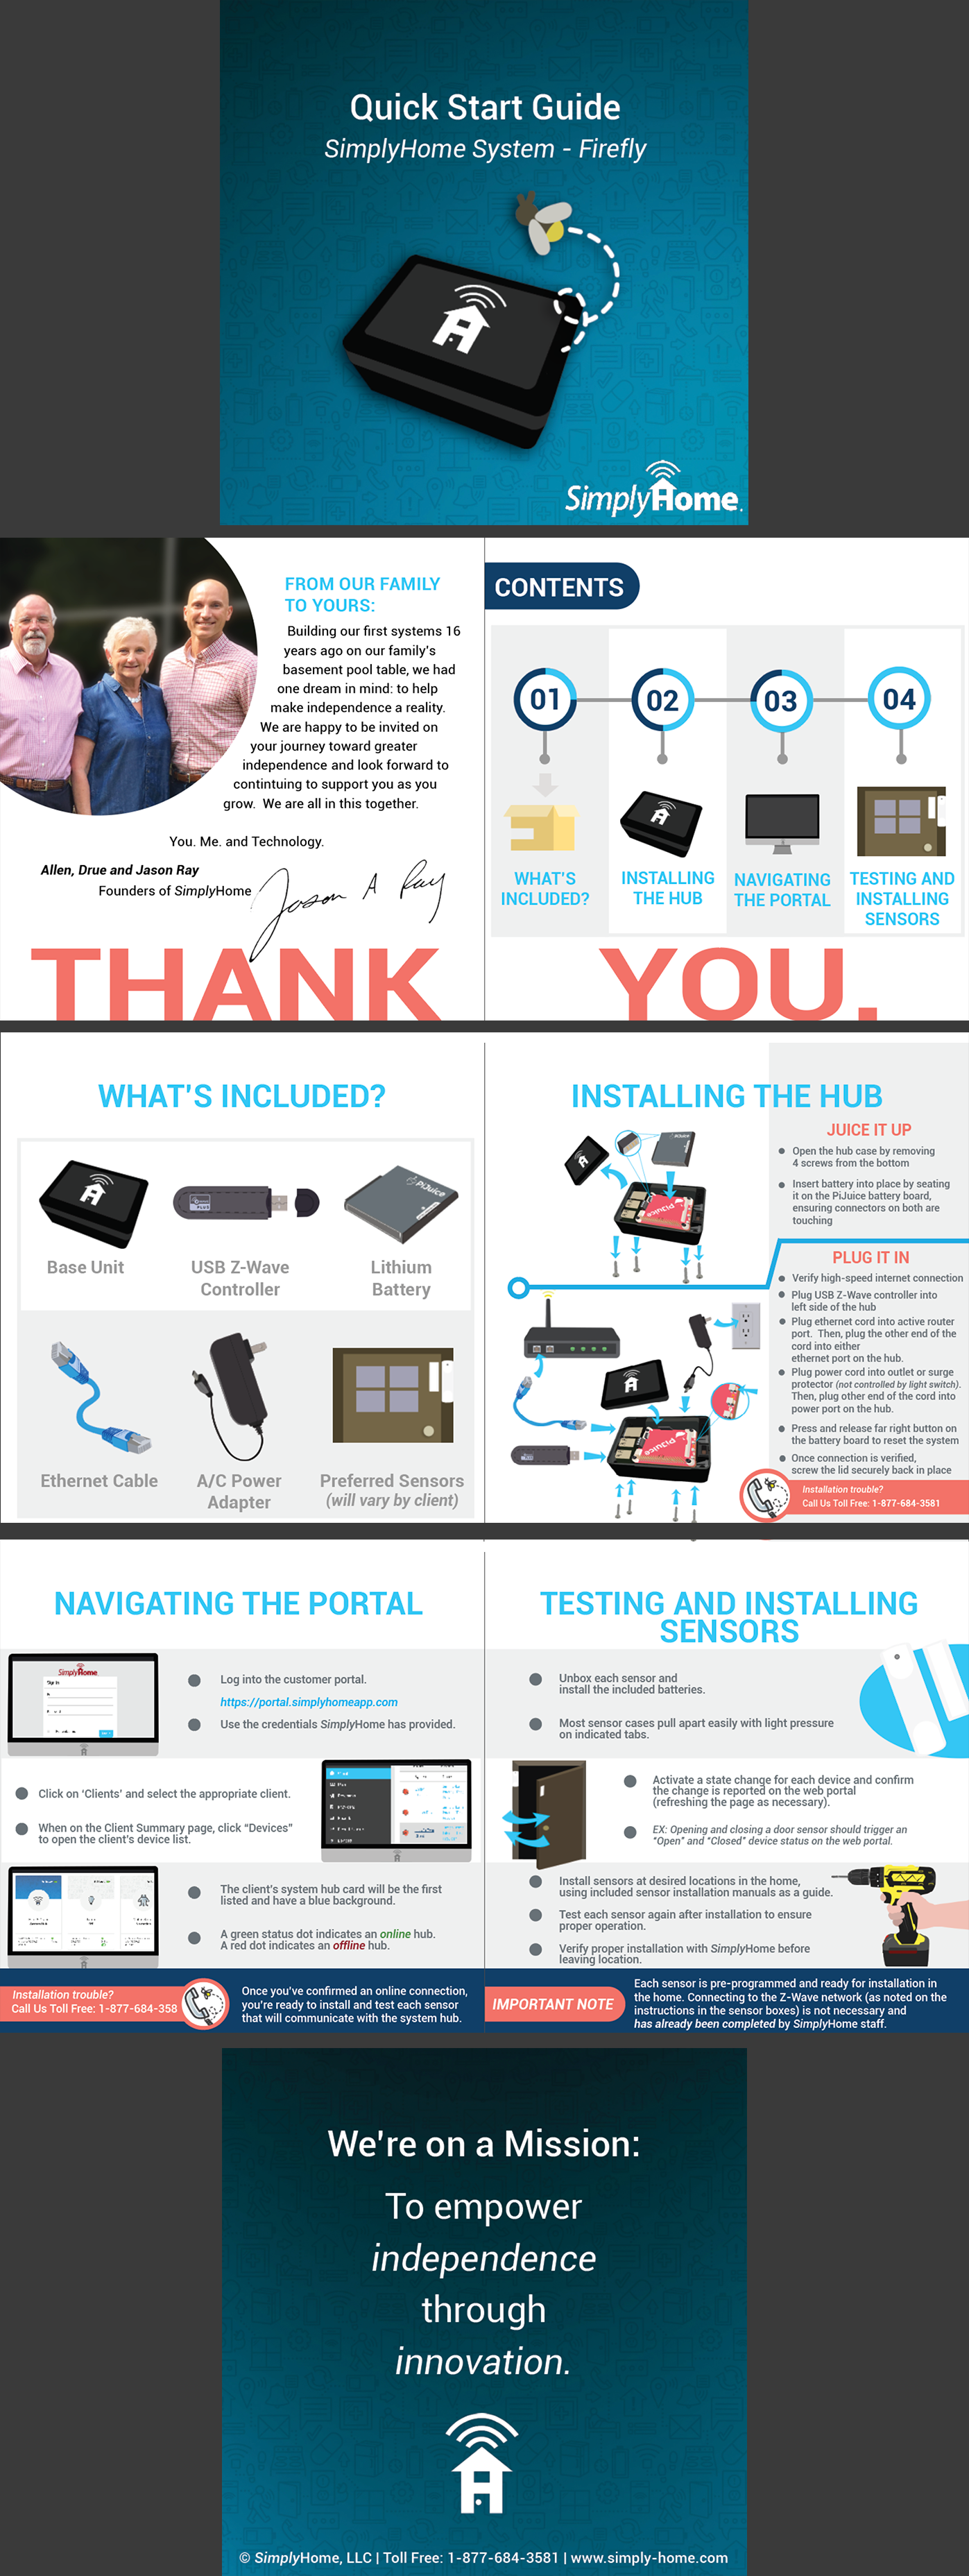 Quick Start Guide
SimplyHome System - Firefly
SimplyHome.
FROM OUR FAMILY
TO YOURS:
Building our first systems 16
years ago on our family's
basement pool table, we had
one dream in mind: to help
make independence a reality.
We are happy to be invited on
your journey toward greater
independence and look forward to
continuing to support you as you
grow. We are all in this together.
You. Me. and Technology.
Allen, Drue and Jason Ray
Founders of SimplyHome
Jason A Ray
THANK
CONTENTS
01
02
03
04
WHAT'S
INCLUDED?
INSTALLING
THE HUB
NAVIGATING
THE PORTAL
TESTING AND
INSTALLING
SENSORS
YOU.
WHAT'S INCLUDED?
PiJuice
Base Unit
USB Z-Wave
Controller
Lithium
Battery
Ethernet Cable
A/C Power
Adapter
Preferred Sensors
(will vary by client)
INSTALLING THE HUB
PiJuice
PiJuice
JUICE IT UP
Open the hub case by removing
4 screws from the bottom
Insert battery into place by seating
it on the PiJuice battery board,
ensuring connectors on both are
touching
PLUG IT IN
Verify high-speed internet connection
Plug USB Z-Wave controller into
left side of the hub
Plug ethernet cord into active router
port. Then, plug the other end of the
cord into either
ethernet port on the hub.
Plug power cord into outlet or surge
protector (not controlled by light switch).
Then, plug other end of the cord into
power port on the hub.
Press and release far right button on
the battery board to reset the system
Once connection is verified,
screw the lid securely back in place
PiJuice
Installation trouble?
Call Us Toll Free: 1-877-684-3581
NAVIGATING THE PORTAL
SimplyHome
Sign In
Log into the customer portal.
https://portal.simplyhomeapp.com
Use the credentials SimplyHome has provided.
Click on 'Clients' and select the appropriate client.
When on the Client Summary page, click "Devices"
to open the client's device list.
The client's system hub card will be the first
listed and have a blue background.
A green status dot indicates an online hub.
A red dot indicates an offline hub.
Installation trouble?
Call Us Toll Free: 1-877-684-358
Once you've confirmed an online connection,
you're ready to install and test each sensor
that will communicate with the system hub.
TESTING AND INSTALLING
SENSORS
Unbox each sensor and
install the included batteries.
Most sensor cases pull apart easily with light pressure
on indicated tabs.
Activate a state change for each device and confirm
the change is reported on the web portal
(refreshing the page as necessary).
EX: Opening and closing a door sensor should trigger an
"Open" and "Closed" device status on the web portal.
Install sensors at desired locations in the home,
using included sensor installation manuals as a guide.
Test each sensor again after installation to ensure
proper operation.
Verify proper installation with SimplyHome before
leaving location.
IMPORTANT NOTE
Each sensor is pre-programmed and ready for installation in
the home. Connecting to the Z-Wave network (as noted on the
instructions in the sensor boxes) is not necessary and
has already been completed by SimplyHome staff.
We're on a Mission:
To empower
independence
through
innovation.
© SimplyHome, LLC | Toll Free: 1-877-684-3581 | www.simply-home.com